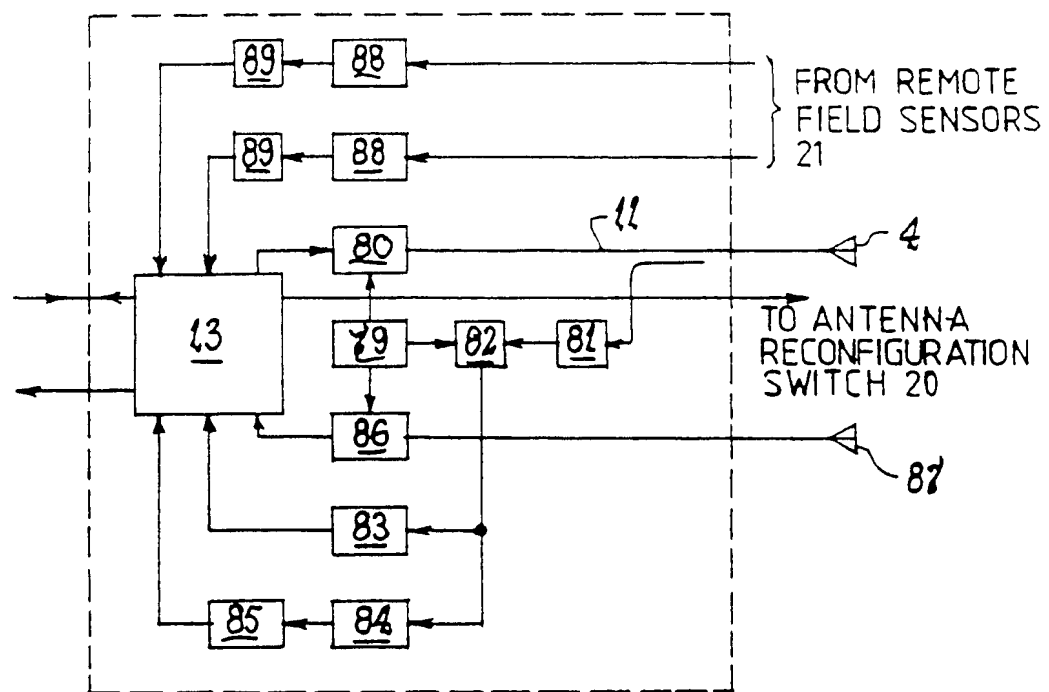 89 88
FROM REMOTE
FIELD SENSORS
21
89 88
11
80
4
13
79 82 81
TO ANTENNA
RECONFIGURATION
SWITCH 20
86
87
83
85 84